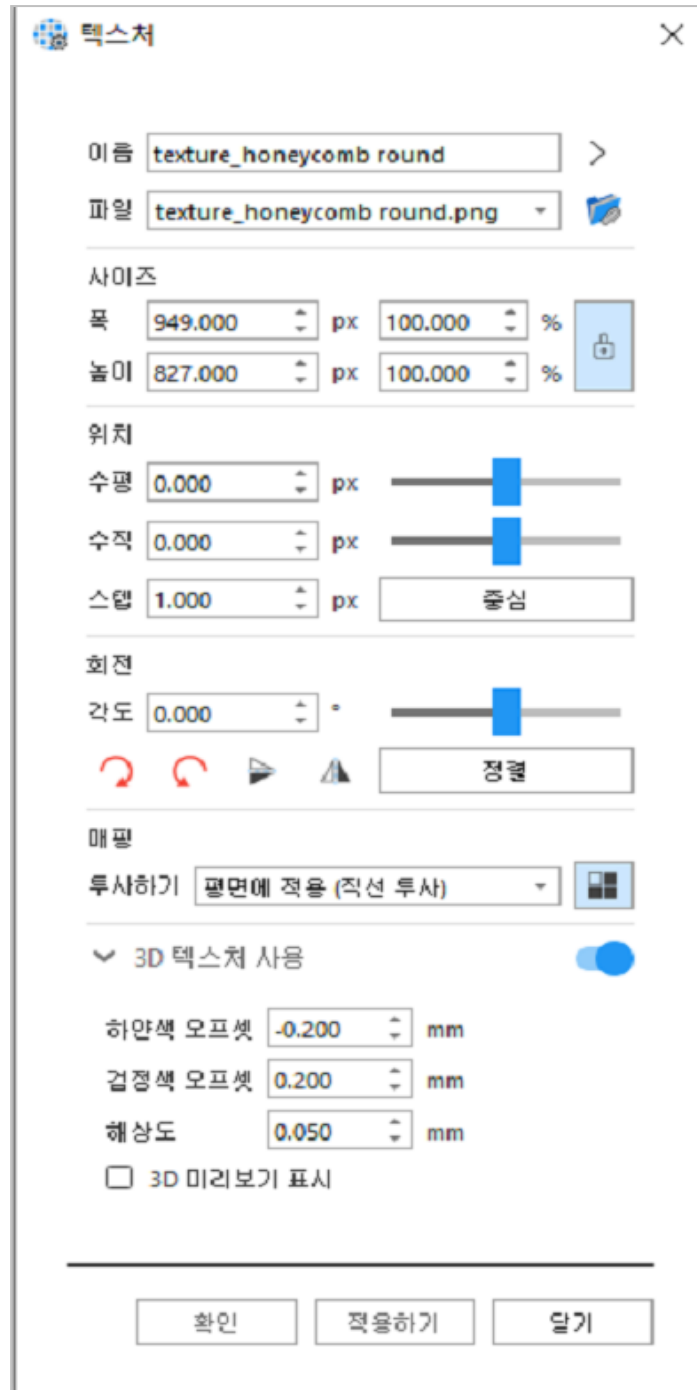 텍스처
이름 texture_honeycomb round
파일 texture_honeycomb round.png
사이즈
폭 949.000 px 100.000 %
높이 827.000 px 100.000 %
위치
수평 0.000 px
수직 0.000 px
스텝 1.000 px 중심
회전
각도 0.000 °
정렬
매핑
투사하기 평면에 적용 (직선 투사)
3D 텍스처 사용
하얀색 오프셋 -0.200 mm
검정색 오프셋 0.200 mm
해상도 0.050 mm
3D 미리보기 표시
확인 적용하기 닫기